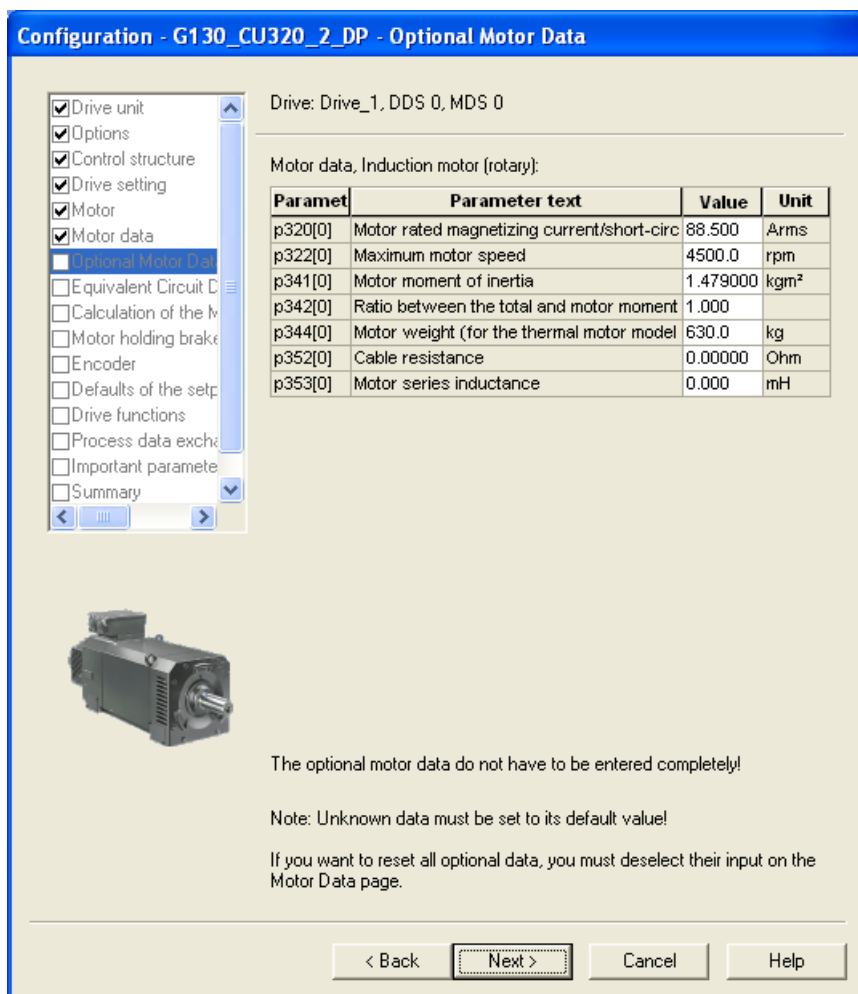 Configuration - G130_CU320_2_DP - Optional Motor Data
Drive unit
Options
Control structure
Drive setting
Motor
Motor data
Optional Motor Dat
Equivalent Circuit D
Calculation of the M
Motor holding brake
Encoder
Defaults of the setp
Drive functions
Process data excha
Important paramete
Summary
Drive: Drive_1, DDS 0, MDS 0
Motor data, Induction motor (rotary):
Paramet Parameter text Value Unit
p320[0] Motor rated magnetizing current/short-circ 88.500 Arms
p322[0] Maximum motor speed 4500.0 rpm
p341[0] Motor moment of inertia 1.479000 kgm²
p342[0] Ratio between the total and motor moment 1.000
p344[0] Motor weight (for the thermal motor model 630.0 kg
p352[0] Cable resistance 0.00000 Ohm
p353[0] Motor series inductance 0.000 mH
The optional motor data do not have to be entered completely!
Note: Unknown data must be set to its default value!
If you want to reset all optional data, you must deselect their input on the
Motor Data page.
< Back Next > Cancel Help